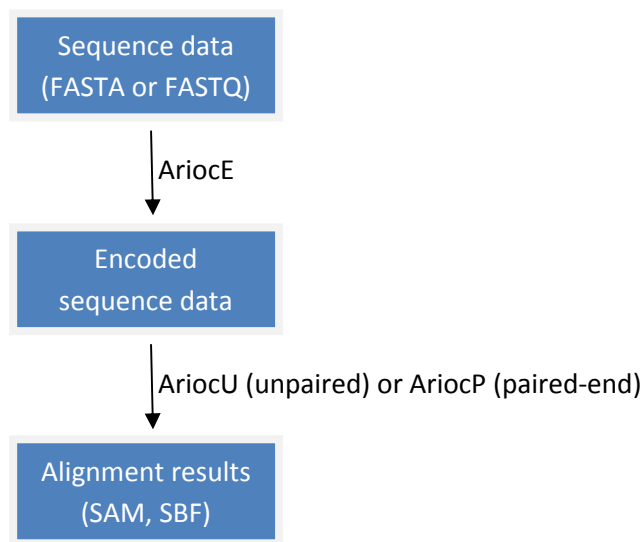 Sequence data
(FASTA or FASTQ)
AriocE
Encoded
sequence data
AriocU (unpaired) or AriocP (paired-end)
Alignment results
(SAM, SBF)